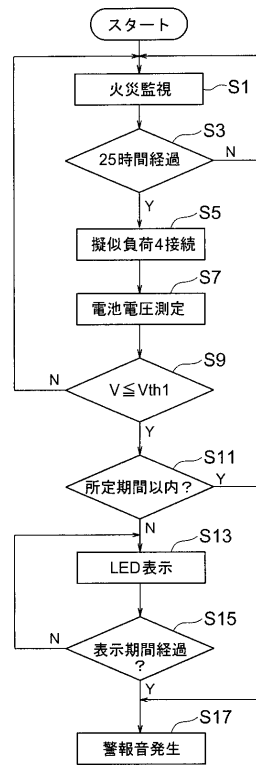 スタート
火災監視
S1
S3
25時間経過
N
Y
S5
擬似負荷4接続
S7
電池電圧測定
S9
V≦Vth1
N
Y
S11
所定期間以内?
Y
N
S13
LED表示
S15
表示期間経過
?
N
Y
S17
警報音発生